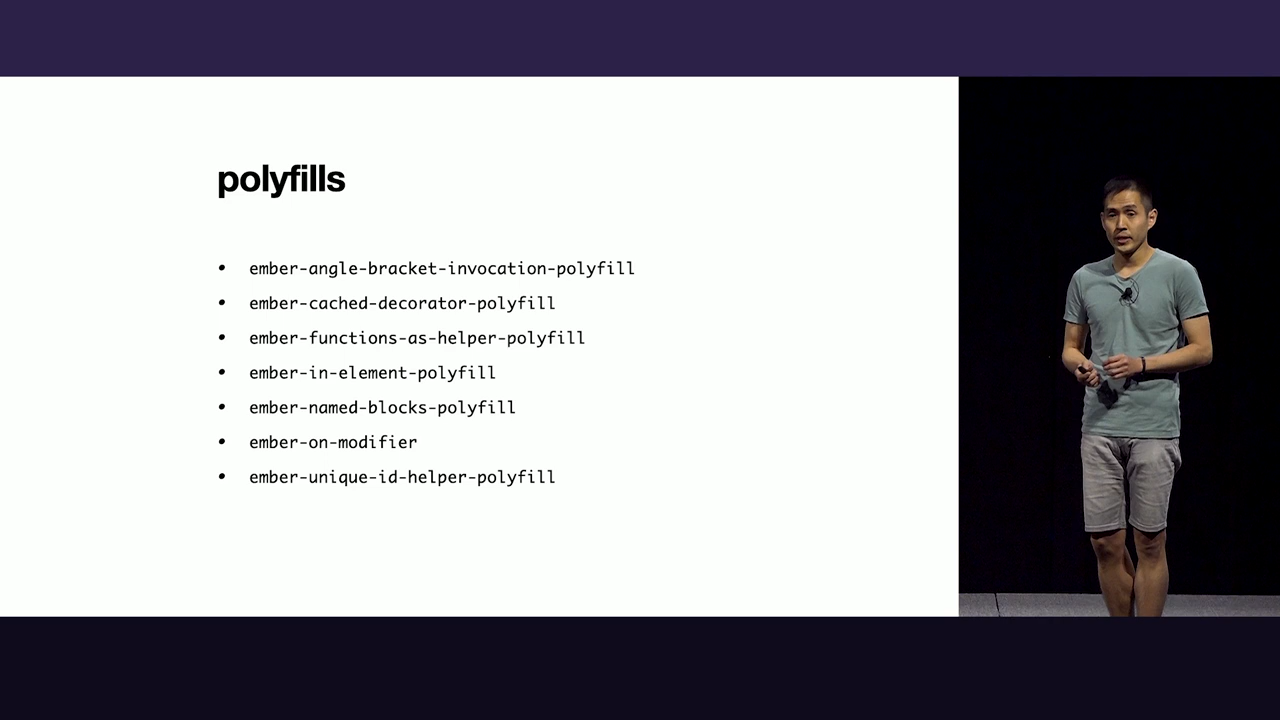 polyfills
• ember-angle-bracket-invocation-polyfill
• ember-cached-decorator-polyfill
• ember-functions-as-helper-polyfill
• ember-in-element-polyfill
• ember-named-blocks-polyfill
• ember-on-modifier
• ember-unique-id-helper-polyfill